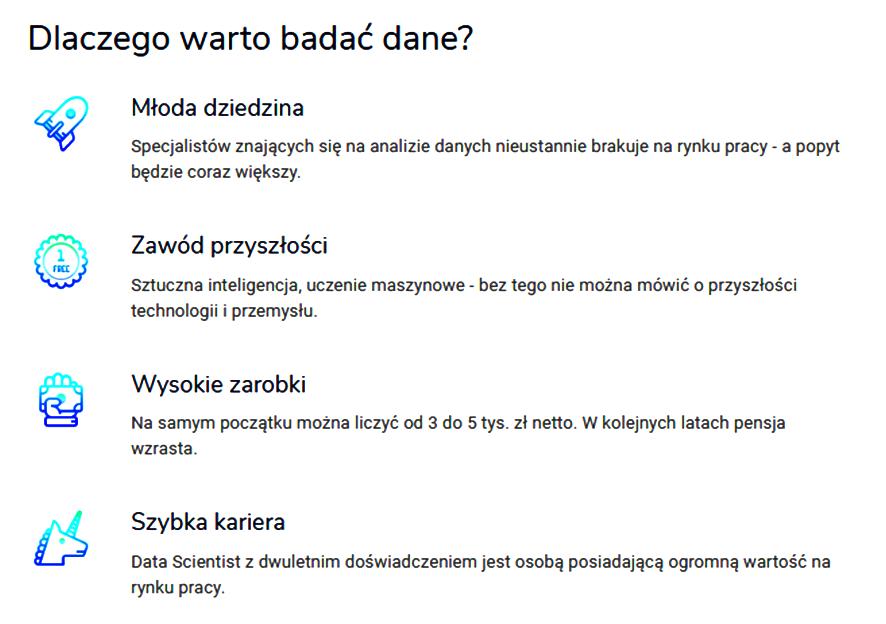 Dlaczego warto badać dane?
Młoda dziedzina
Specjalistów znających się na analizie danych nieustannie brakuje na rynku pracy - a popyt
będzie coraz większy.
1
FREE
Zawód przyszłości
Sztuczna inteligencja, uczenie maszynowe - bez tego nie można mówić o przyszłości
technologii i przemysłu.
Wysokie zarobki
Na samym początku można liczyć od 3 do 5 tys. zł netto. W kolejnych latach pensja
wzrasta.
Szybka kariera
Data Scientist z dwuletnim doświadczeniem jest osobą posiadającą ogromną wartość na
rynku pracy.